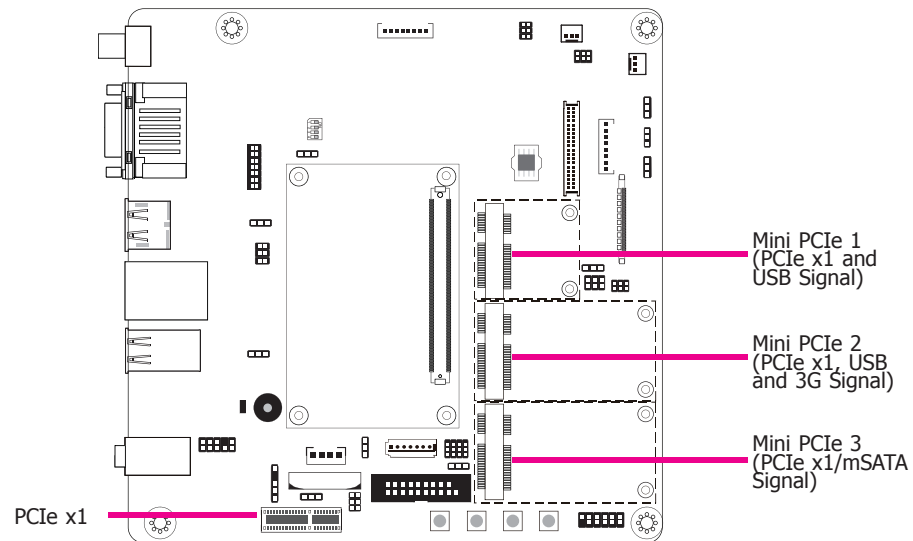 Mini PCIe 1
(PCIe x1 and
USB Signal)
Mini PCIe 2
(PCIe x1, USB
and 3G Signal)
Mini PCIe 3
(PCIe x1/mSATA
Signal)
PCIe x1